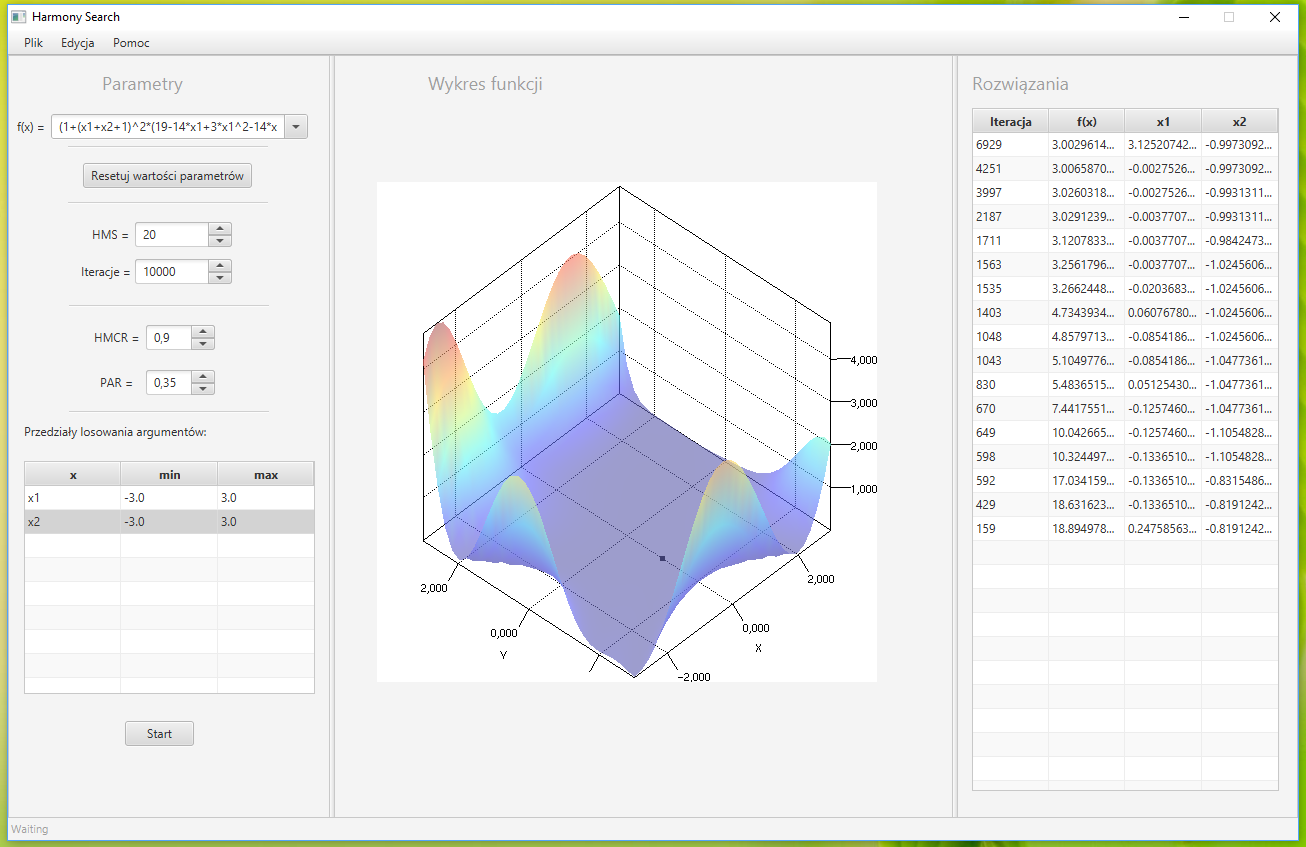 Harmony Search
Plik Edycja Pomoc
Parametry
f(x) = (1+(x1+x2+1)^2*(19-14*x1+3*x1^2-14*x
Resetuj wartości parametrów
HMS = 20
Iteracje = 10000
HMCR = 0,9
PAR = 0,35
Przedziały losowania argumentów:
x min max
x1 -3.0 3.0
x2 -3.0 3.0
Start
Wykres funkcji
4,000
3,000
2,000
1,000
2,000
0,000
Y
2,000
0,000
X
-2,000
Rozwiązania
Iteracja f(x) x1 x2
6929 3.0029614... 3.12520742... -0.9973092...
4251 3.0065870... -0.0027526... -0.9973092...
3997 3.0260318... -0.0027526... -0.9931311...
2187 3.0291239... -0.0037707... -0.9931311...
1711 3.1207833... -0.0037707... -0.9842473...
1563 3.2561796... -0.0037707... -1.0245606...
1535 3.2662448... -0.0203683... -1.0245606...
1403 4.7343934... 0.06076780... -1.0245606...
1048 4.8579713... -0.0854186... -1.0245606...
1043 5.1049776... -0.0854186... -1.0477361...
830 5.4836515... 0.05125430... -1.0477361...
670 7.4417551... -0.1257460... -1.0477361...
649 10.042665... -0.1257460... -1.1054828...
598 10.324497... -0.1336510... -1.1054828...
592 17.034159... -0.1336510... -0.8315486...
429 18.631623... -0.1336510... -0.8191242...
159 18.894978... 0.24758563... -0.8191242...
Waiting